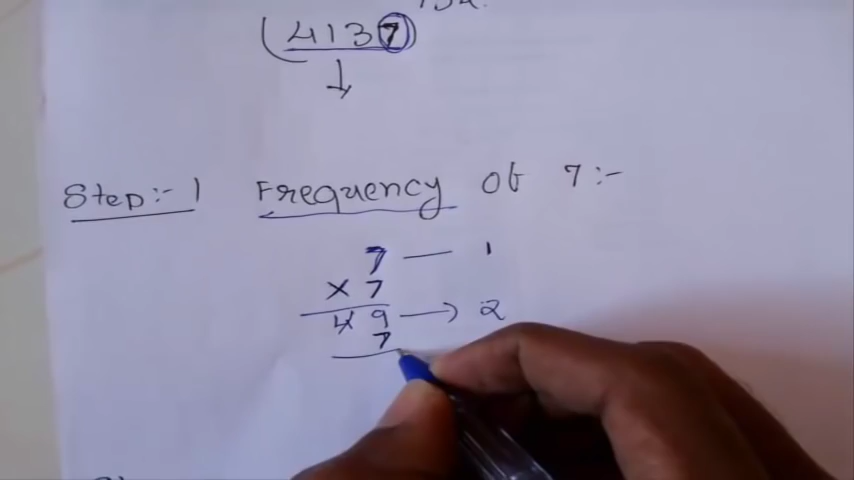 (4137)
Step:- 1 Frequency of 7:-
7 — 1
× 7
49 → 2
7